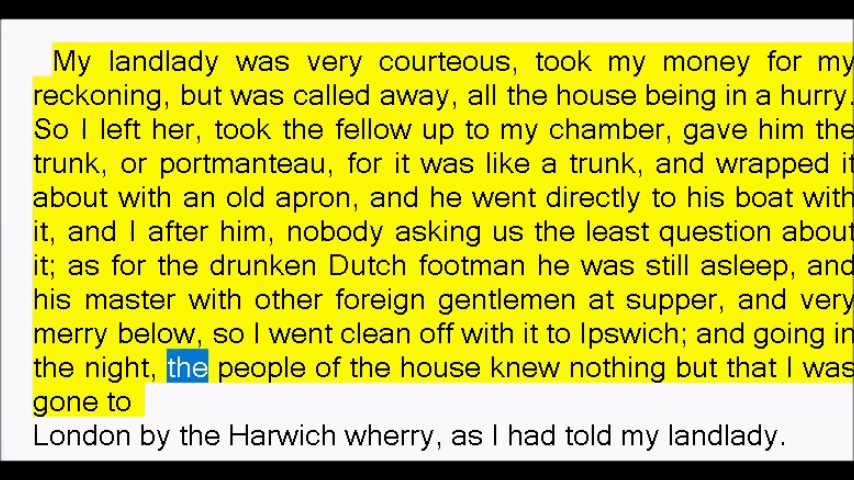 My landlady was very courteous, took my money for my
reckoning, but was called away, all the house being in a hurry.
So I left her, took the fellow up to my chamber, gave him the
trunk, or portmanteau, for it was like a trunk, and wrapped it
about with an old apron, and he went directly to his boat with
it, and I after him, nobody asking us the least question about
it; as for the drunken Dutch footman he was still asleep, and
his master with other foreign gentlemen at supper, and very
merry below, so I went clean off with it to Ipswich; and going in
the night, the people of the house knew nothing but that I was
gone to
London by the Harwich wherry, as I had told my landlady.